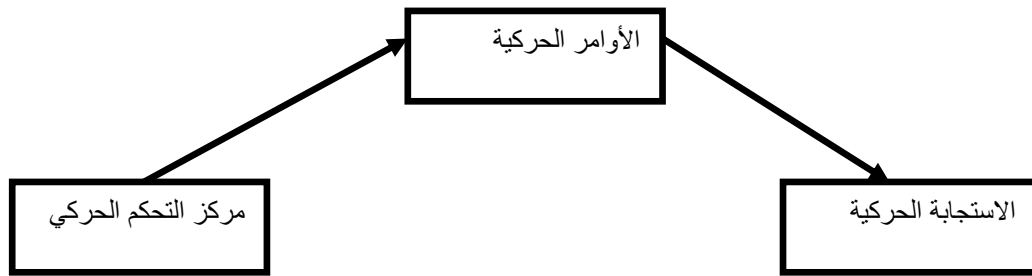 الأوامر الحركية
مركز التحكم الحركي
الاستجابة الحركية